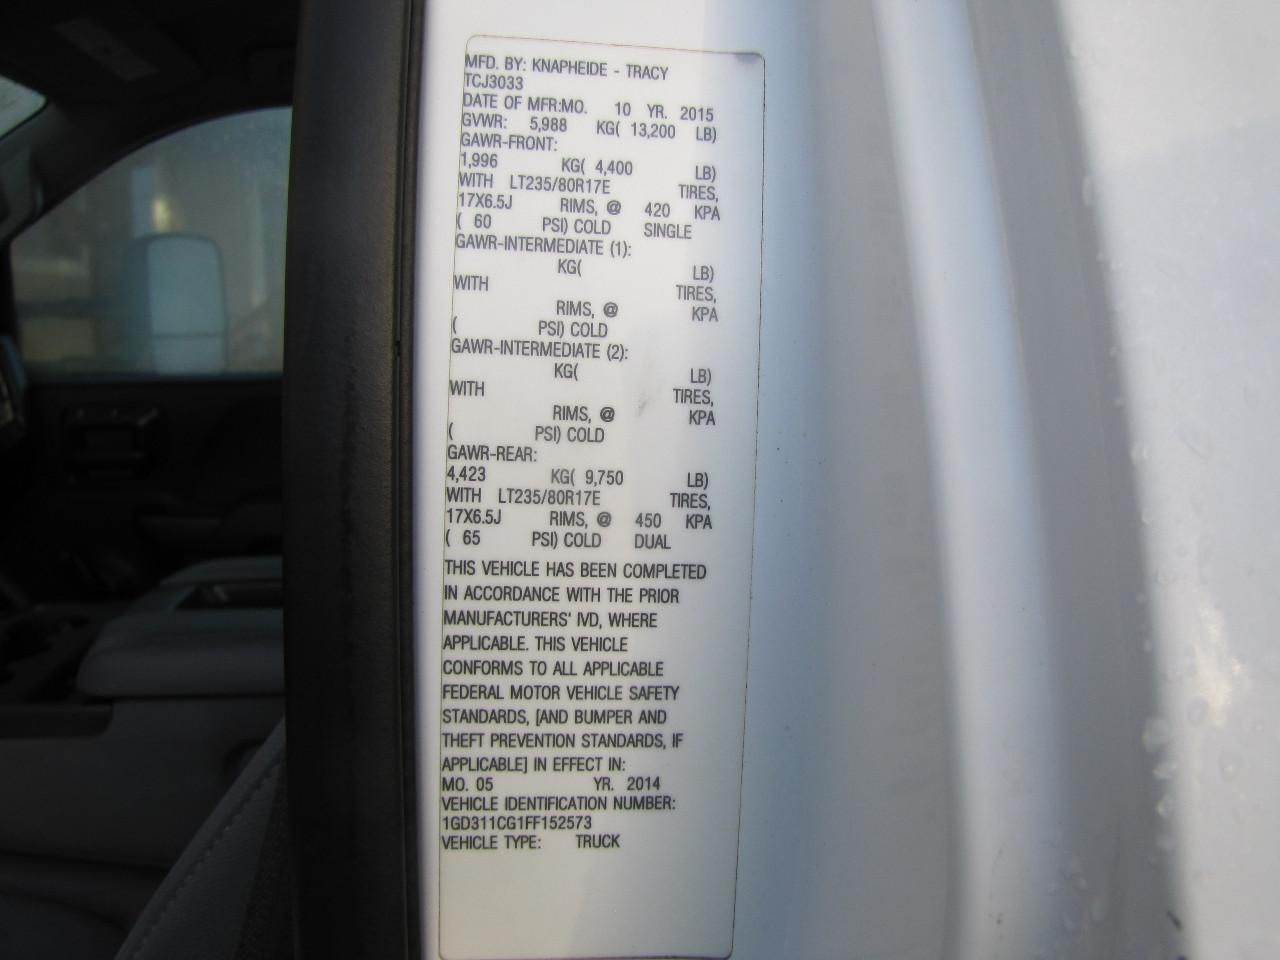 MFD. BY: KNAPHEIDE - TRACY
TCJ3033
DATE OF MFR:MO. 10 YR. 2015
GVWR: 5,988 KG( 13,200 LB)
GAWR-FRONT:
1,996 KG( 4,400 LB)
WITH LT235/80R17E TIRES,
17X6.5J RIMS, @ 420 KPA
( 60 PSI) COLD SINGLE
GAWR-INTERMEDIATE (1):
KG( LB)
WITH TIRES,
RIMS, @ KPA
( PSI) COLD
GAWR-INTERMEDIATE (2):
KG( LB)
WITH TIRES,
RIMS, @ KPA
( PSI) COLD
GAWR-REAR:
4,423 KG( 9,750 LB)
WITH LT235/80R17E TIRES,
17X6.5J RIMS, @ 450 KPA
( 65 PSI) COLD DUAL
THIS VEHICLE HAS BEEN COMPLETED
IN ACCORDANCE WITH THE PRIOR
MANUFACTURERS' IVD, WHERE
APPLICABLE. THIS VEHICLE
CONFORMS TO ALL APPLICABLE
FEDERAL MOTOR VEHICLE SAFETY
STANDARDS, [AND BUMPER AND
THEFT PREVENTION STANDARDS, IF
APPLICABLE] IN EFFECT IN:
MO. 05 YR. 2014
VEHICLE IDENTIFICATION NUMBER:
1GD311CG1FF152573
VEHICLE TYPE: TRUCK